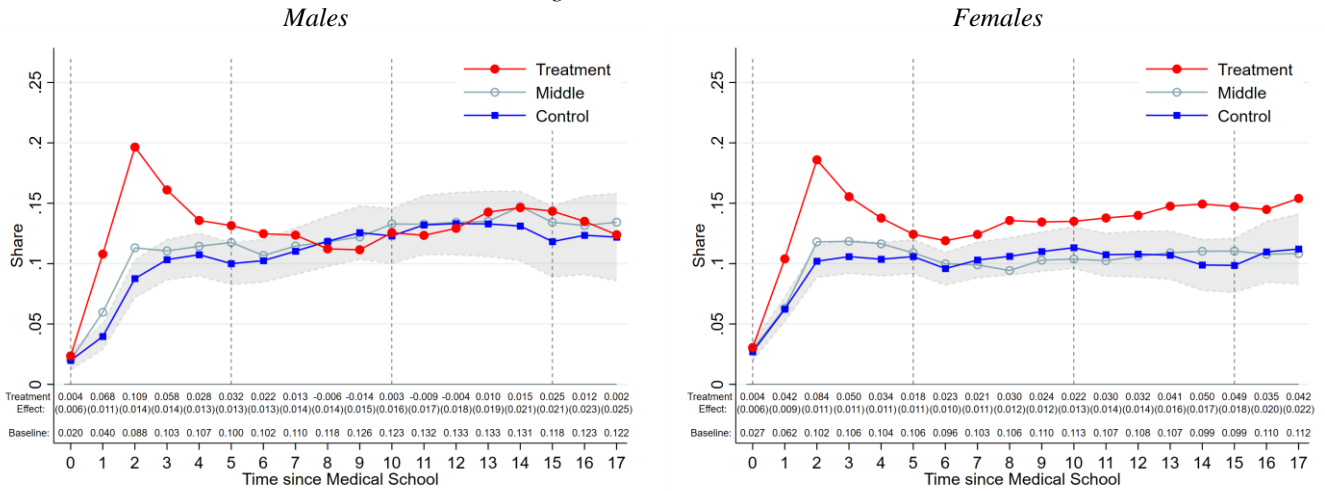 Males
Share
.25
.2
.15
.1
.05
0
Treatment
Middle
Control
Treatment 0.004 0.068 0.109 0.058 0.028 0.032 0.022 0.013 -0.006 -0.014 0.003 -0.009 -0.004 0.010 0.015 0.025 0.012 0.002
Effect: (0.006)(0.011)(0.014)(0.014)(0.013)(0.013)(0.013)(0.014)(0.014)(0.015)(0.016)(0.017)(0.018)(0.019)(0.021)(0.021)(0.023)(0.025)
Baseline: 0.020 0.040 0.088 0.103 0.107 0.100 0.102 0.110 0.118 0.126 0.123 0.132 0.133 0.133 0.131 0.118 0.123 0.122
0 1 2 3 4 5 6 7 8 9 10 11 12 13 14 15 16 17
Time since Medical School
Females
Share
.25
.2
.15
.1
.05
0
Treatment
Middle
Control
Treatment 0.004 0.042 0.084 0.050 0.034 0.018 0.023 0.021 0.030 0.024 0.022 0.030 0.032 0.041 0.050 0.049 0.035 0.042
Effect: (0.006)(0.009)(0.011)(0.011)(0.011)(0.011)(0.010)(0.011)(0.012)(0.012)(0.013)(0.014)(0.014)(0.016)(0.017)(0.018)(0.020)(0.022)
Baseline: 0.027 0.062 0.102 0.106 0.104 0.106 0.096 0.103 0.106 0.110 0.113 0.107 0.108 0.107 0.099 0.099 0.110 0.112
0 1 2 3 4 5 6 7 8 9 10 11 12 13 14 15 16 17
Time since Medical School